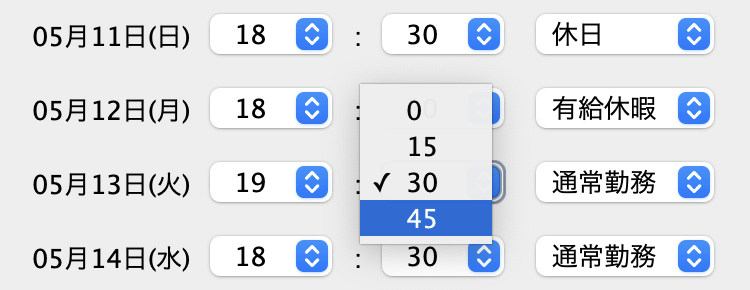 05月11日(日) 18 : 30 休日
05月12日(月) 18 : 有給休暇
0
15
05月13日(火) 19 : ✓ 30 通常勤務
45
05月14日(水) 18 : 30 通常勤務